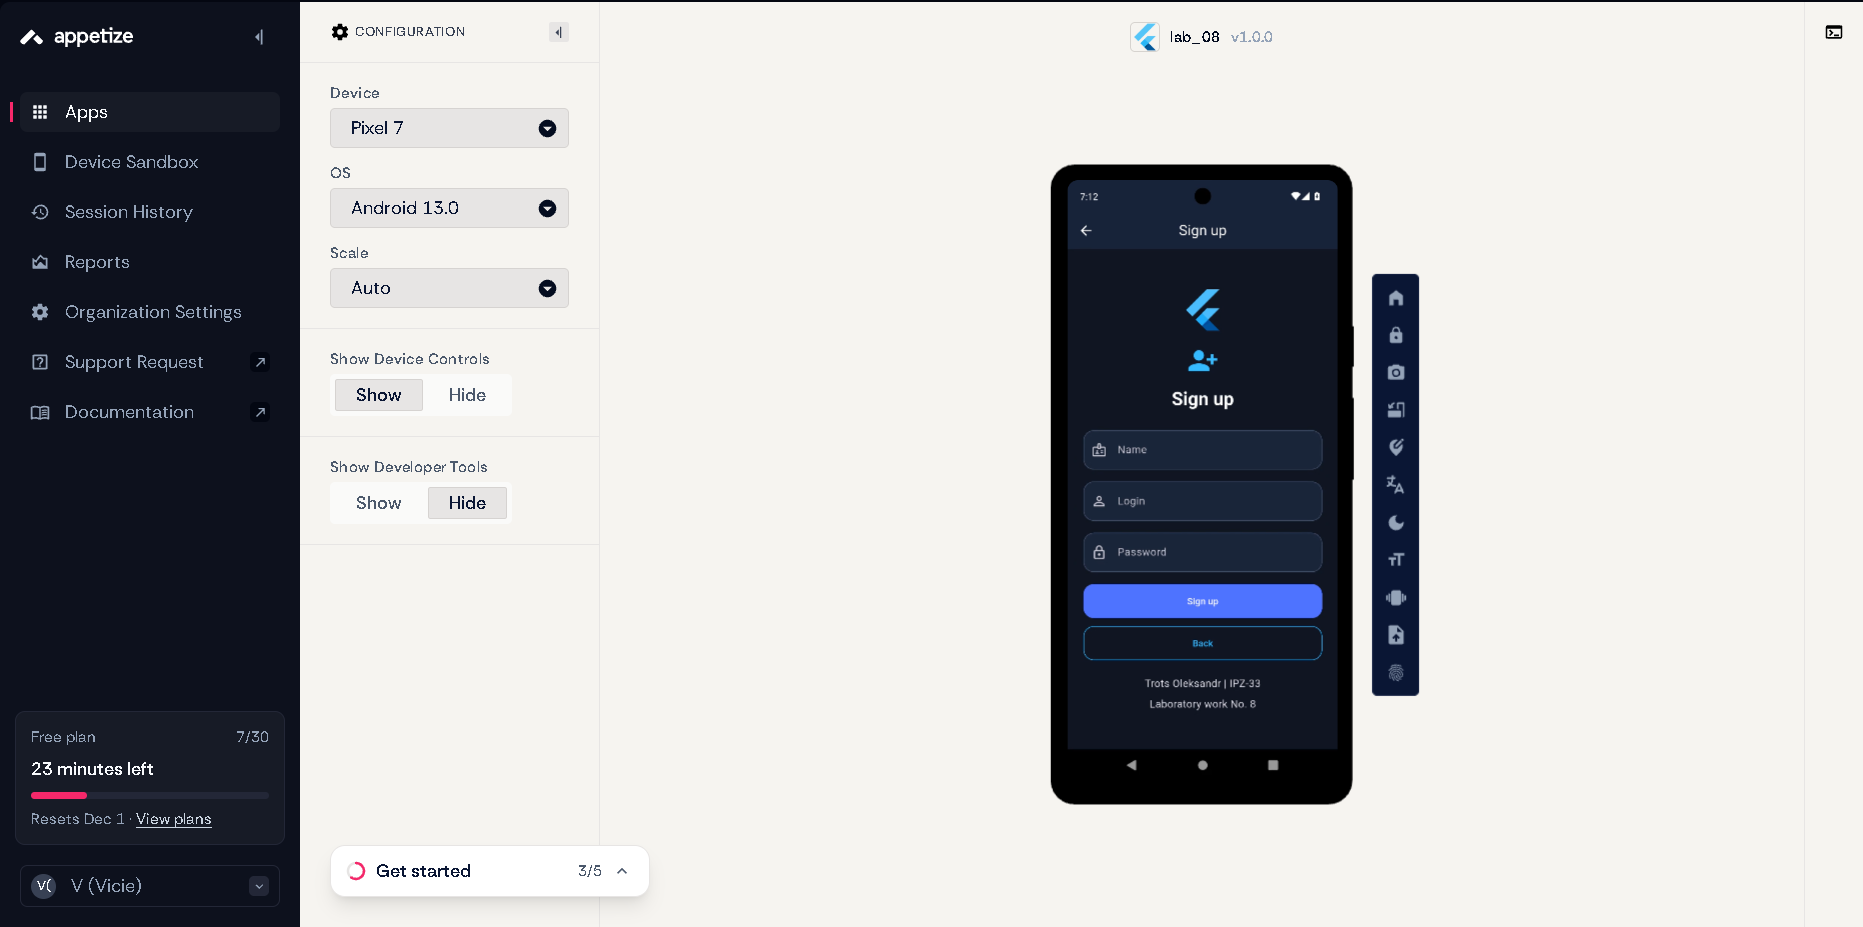 appetize
Apps
Device Sandbox
Session History
Reports
Organization Settings
Support Request
Documentation
Free plan 7/30
23 minutes left
Resets Dec 1 · View plans
V( V (Vicie)
CONFIGURATION
Device
Pixel 7
OS
Android 13.0
Scale
Auto
Show Device Controls
Show Hide
Show Developer Tools
Show Hide
Get started 3/5
lab_08 v1.0.0
7:12
Sign up
Sign up
Name
Login
Password
Sign up
Back
Trots Oleksandr | IPZ-33
Laboratory work No. 8